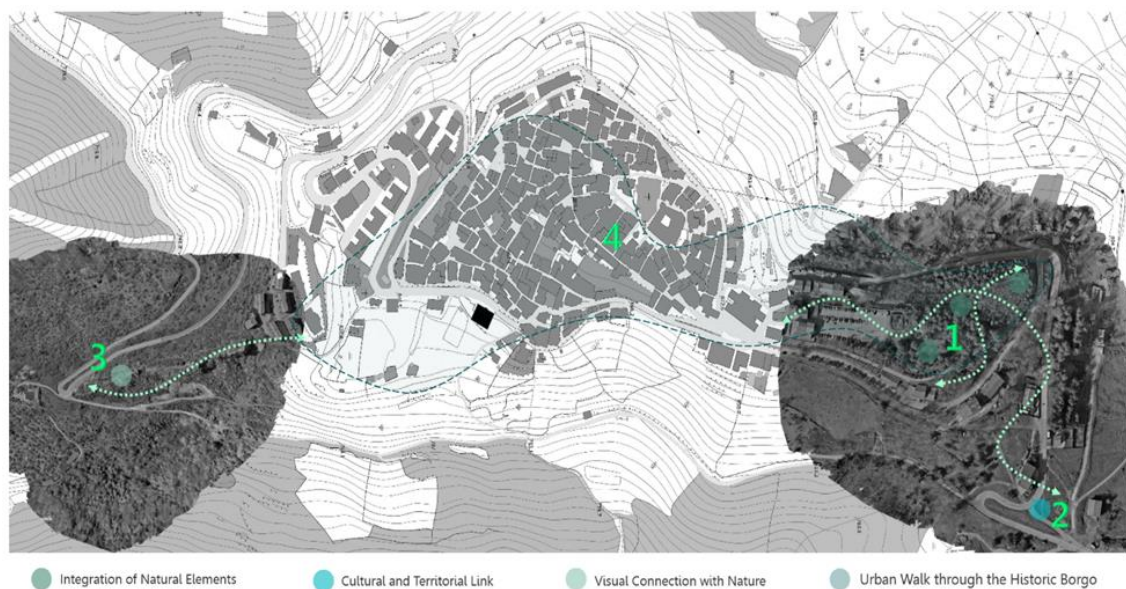 4
3
1
2
Integration of Natural Elements
Cultural and Territorial Link
Visual Connection with Nature
Urban Walk through the Historic Borgo